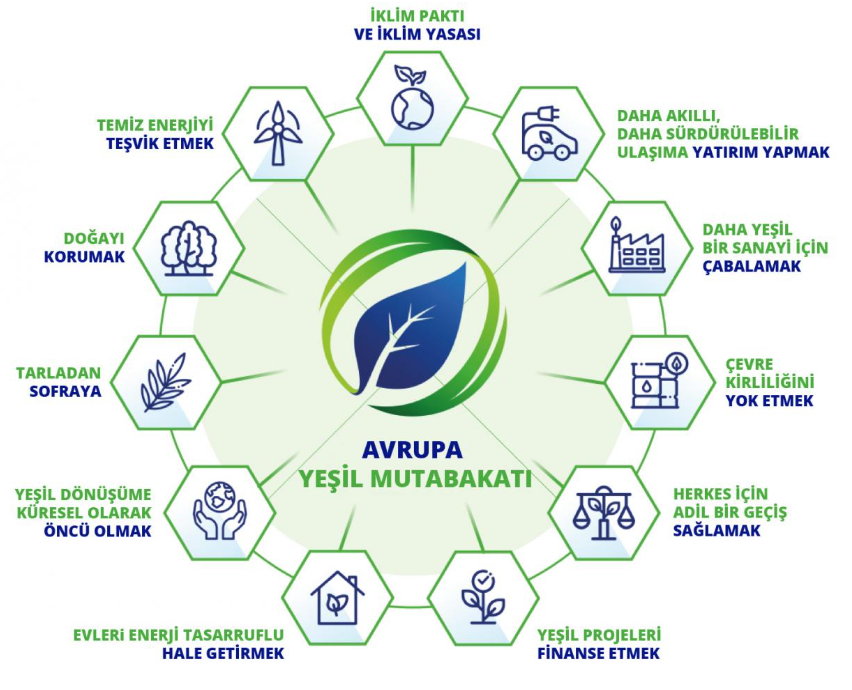 İKLİM PAKTI
VE İKLİM YASASI
DAHA AKILLI,
DAHA SÜRDÜRÜLEBİLİR
ULAŞIMA YATIRIM YAPMAK
DAHA YEŞİL
BİR SANAYİ İÇİN
ÇABALAMAK
ÇEVRE
KİRLİLİĞİNİ
YOK ETMEK
HERKES İÇİN
ADİL BİR GEÇİŞ
SAĞLAMAK
YEŞİL PROJELERİ
FİNANSE ETMEK
EVLERi ENERJİ TASARRUFLU
HALE GETİRMEK
YEŞİL DÖNÜŞÜME
KÜRESEL OLARAK
ÖNCÜ OLMAK
TARLADAN
SOFRAYA
DOĞAYI
KORUMAK
TEMİZ ENERJİYİ
TEŞVİK ETMEK
AVRUPA
YEŞİL MUTABAKATI